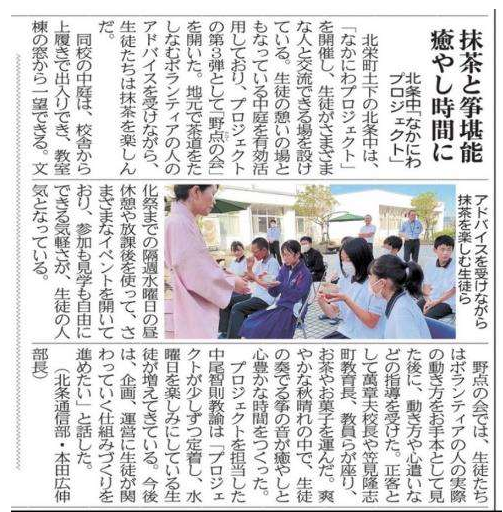 抹茶と箏堪能
癒やし時間に
北条中「なかにわ
プロジェクト」
北栄町土下の北条中は、
「なかにわプロジェクト」
を開催し、生徒がさまざま
な人と交流できる場を設け
ている。生徒の憩いの場と
もなっている中庭を有効活
用しており、プロジェクト
の第3弾として「野点の会」
を開いた。地元で茶道をた
しなむボランティアの人の
アドバイスを受けながら、
生徒たちは抹茶を楽しん
だ。
同校の中庭は、校舎から
上履きで出入りでき、教室
棟の窓から一望できる。文
アドバイスを受けながら
抹茶を楽しむ生徒ら
化祭までの隔週水曜日の昼
休憩や放課後を使って、さ
まざまなイベントを開いて
おり、参加も見学も自由に
できる気軽さが、生徒の人
気となっている。
野点の会では、生徒たち
はボランティアの人の実際
の動き方をお手本として見
た後に、動き方や心遣いな
どの指導を受けた。正客と
して萬章夫校長や笠見隆志
町教育長、教員らが座り、
お茶やお菓子を運んだ。爽
やかな秋晴れの中で、生徒
の奏でる箏の音が癒やしと
心豊かな時間をつくった。
プロジェクトを担当した
中尾智則教諭は「プロジェ
クトが少しずつ定着し、水
曜日を楽しみにしている生
徒が増えてきている。今後
は、企画、運営に生徒が関
わっていく仕組みづくりを
進めたい」と話した。
（北条通信部・本田広伸
部長）